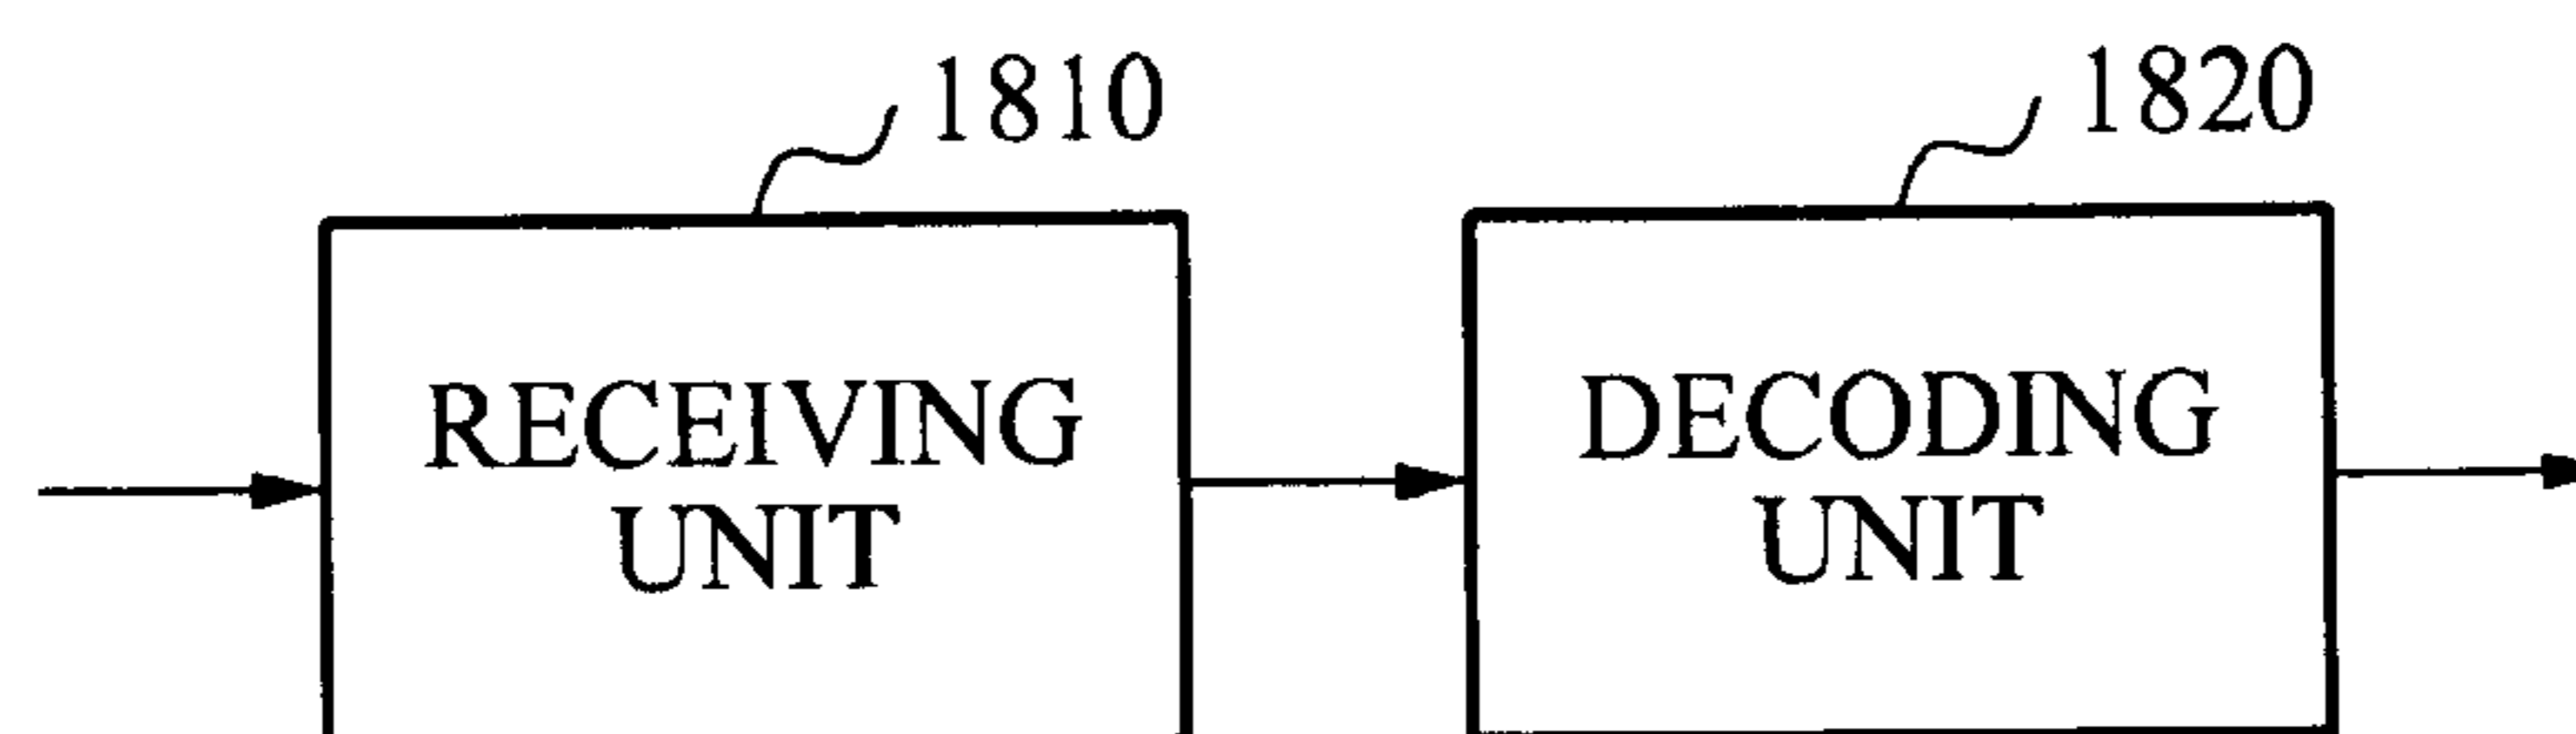 1810
1820
RECEIVING
UNIT
DECODING
UNIT